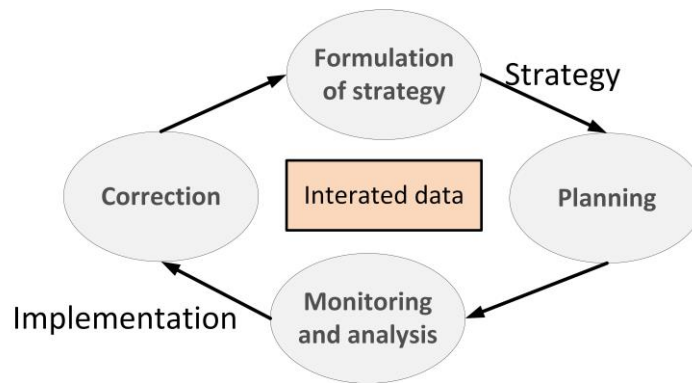 Formulation
of strategy
Strategy
Correction
Interated data
Planning
Implementation
Monitoring
and analysis